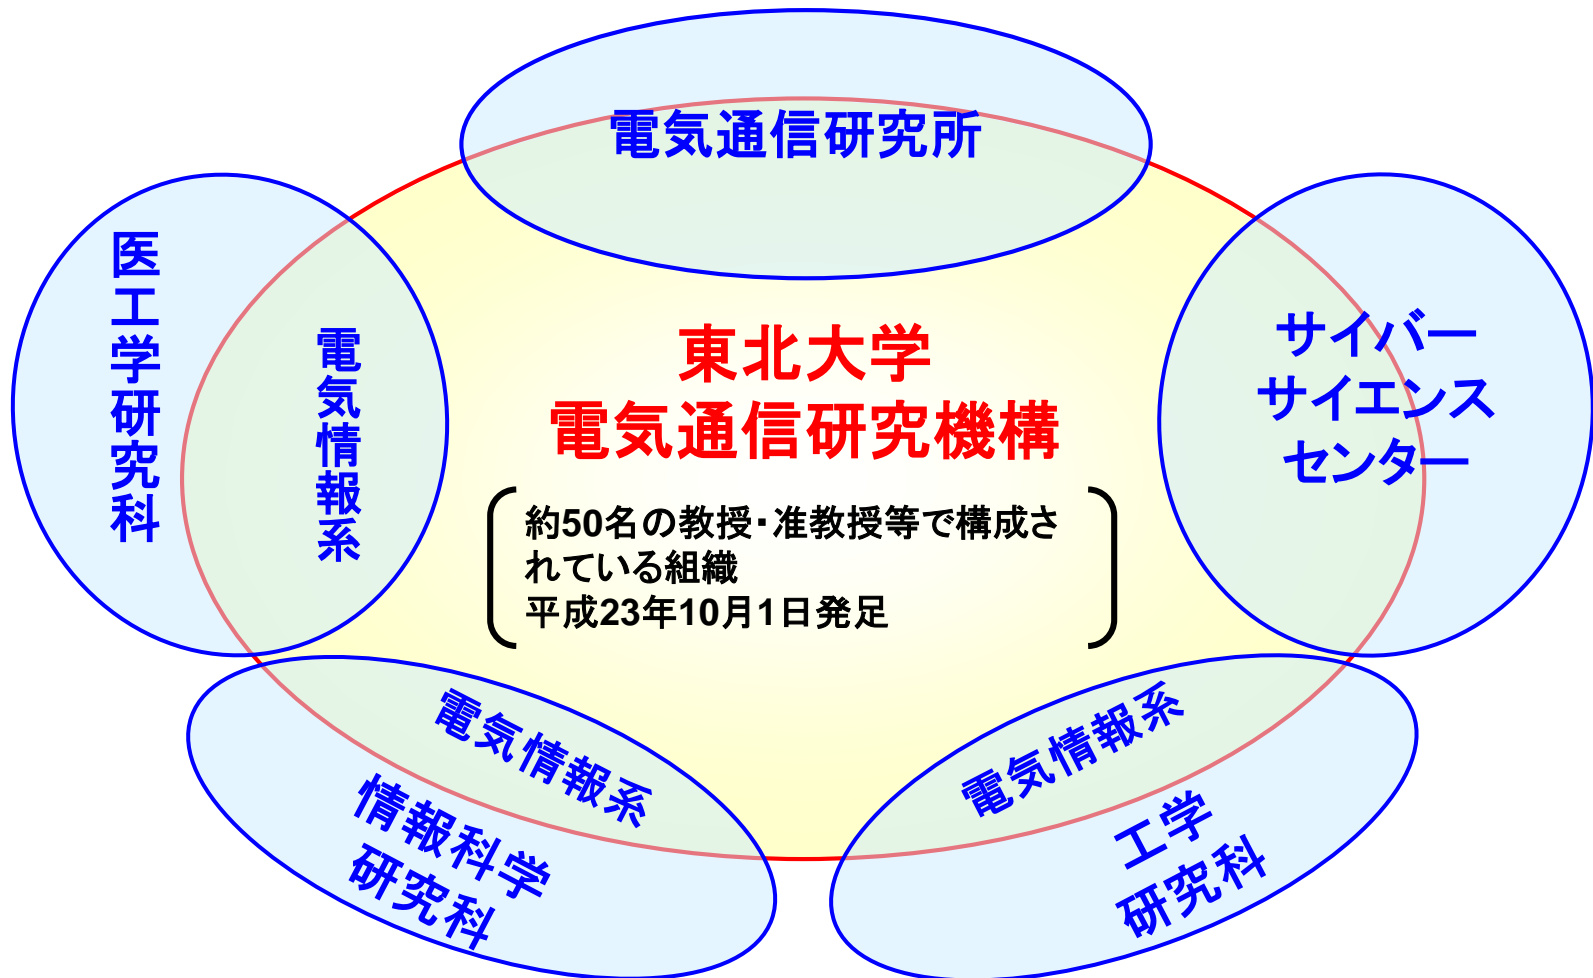 電気通信研究所
医工学研究科
電気情報系
東北大学
電気通信研究機構
約50名の教授・准教授等で構成さ
れている組織
平成23年10月1日発足
サイバー
サイエンス
センター
電気情報系
情報科学
研究科
電気情報系
工学
研究科